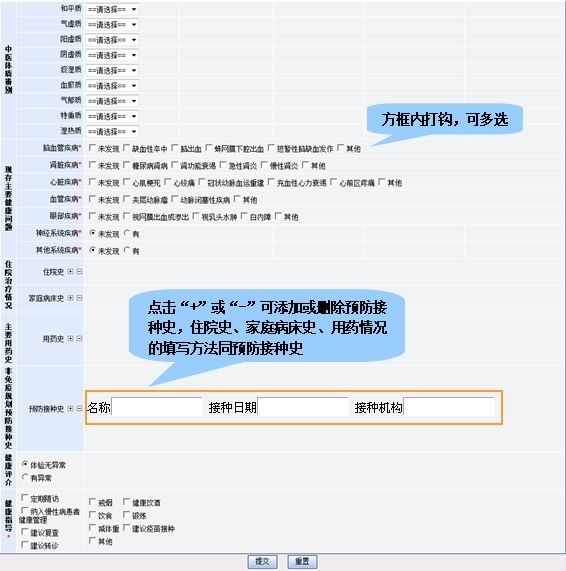 中医体质鉴别
和平质 ==请选择==
气虚质 ==请选择==
阳虚质 ==请选择==
阴虚质 ==请选择==
痰湿质 ==请选择==
血瘀质 ==请选择==
气郁质 ==请选择==
特禀质 ==请选择==
湿热质 ==请选择==
方框内打钩，可多选
现存主要健康问题
脑血管疾病* 未发现 缺血性卒中 脑出血 蛛网膜下腔出血 短暂性脑缺血发作 其他
肾脏疾病* 未发现 糖尿病肾病 肾功能衰竭 急性肾炎 慢性肾炎 其他
心脏疾病* 未发现 心肌梗死 心绞痛 冠状动脉血运重建 充血性心力衰竭 心前区疼痛 其他
血管疾病* 未发现 夹层动脉瘤 动脉闭塞性疾病 其他
眼部疾病* 未发现 视网膜出血或渗出 视乳头水肿 白内障 其他
神经系统疾病* 未发现 有
其他系统疾病* 未发现 有
住院治疗情况
住院史
家庭病床史
点击“+”或“-”可添加或删除预防接
种史，住院史、家庭病床史、用药情况
的填写方法同预防接种史
主要用药史
用药史
非免疫规划预防接种史
预防接种史 名称 接种日期 接种机构
健康评介
体验无异常
有异常
健康指导*
定期随访
纳入慢性病患者
健康管理
建议复查
建议转诊
戒烟 健康饮酒
饮食 锻炼
减体重 建议疫苗接种
其他
提交 重置